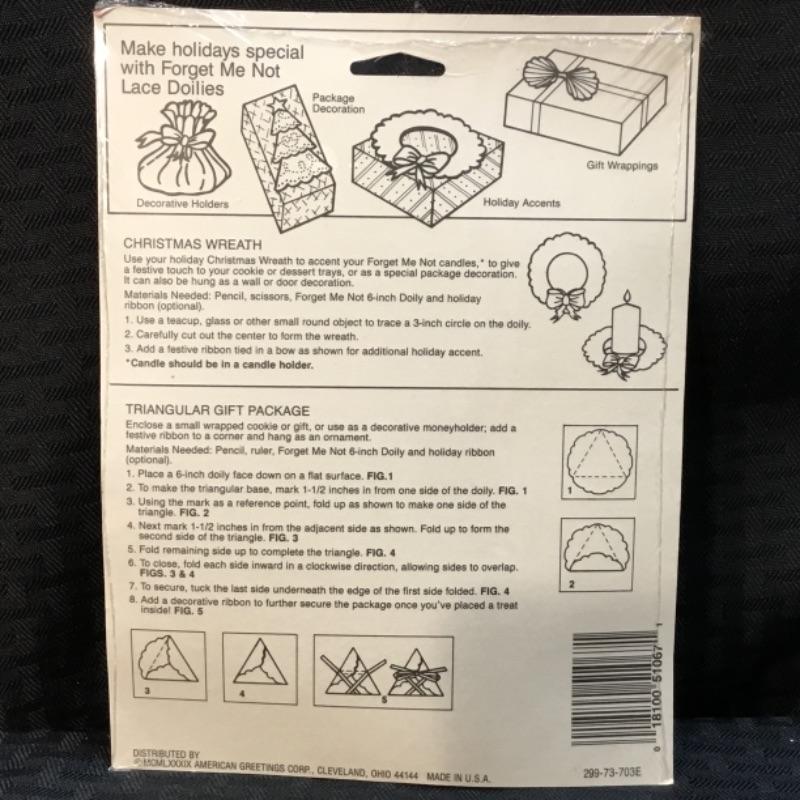 Make holidays special
with Forget Me Not
Lace Doilies
Package
Decoration
Gift Wrappings
Decorative Holders
Holiday Accents
CHRISTMAS WREATH
Use your holiday Christmas Wreath to accent your Forget Me Not candles,* to give
a festive touch to your cookie or dessert trays, or as a special package decoration.
It can also be hung as a wall or door decoration.
Materials Needed: Pencil, scissors, Forget Me Not 6-inch Doily and holiday
ribbon (optional).
1. Use a teacup, glass or other small round object to trace a 3-inch circle on the doily.
2. Carefully cut out the center to form the wreath.
3. Add a festive ribbon tied in a bow as shown for additional holiday accent.
*Candle should be in a candle holder.
TRIANGULAR GIFT PACKAGE
Enclose a small wrapped cookie or gift, or use as a decorative moneyholder; add a
festive ribbon to a corner and hang as an ornament.
Materials Needed: Pencil, ruler, Forget Me Not 6-inch Doily and holiday ribbon
(optional).
1. Place a 6-inch doily face down on a flat surface. FIG.1
2. To make the triangular base, mark 1-1/2 inches in from one side of the doily. FIG. 1
3. Using the mark as a reference point, fold up as shown to make one side of the
triangle. FIG. 2
4. Next mark 1-1/2 inches in from the adjacent side as shown. Fold up to form the
second side of the triangle. FIG. 3
5. Fold remaining side up to complete the triangle. FIG. 4
6. To close, fold each side inward in a clockwise direction, allowing sides to overlap.
FIGS. 3 & 4
7. To secure, tuck the last side underneath the edge of the first side folded. FIG. 4
8. Add a decorative ribbon to further secure the package once you've placed a treat
inside! FIG. 5
1
2
3
4
5
0 18100 51067 1
DISTRIBUTED BY
©MCMLXXXIX AMERICAN GREETINGS CORP., CLEVELAND, OHIO 44144 MADE IN U.S.A.
299-73-703E